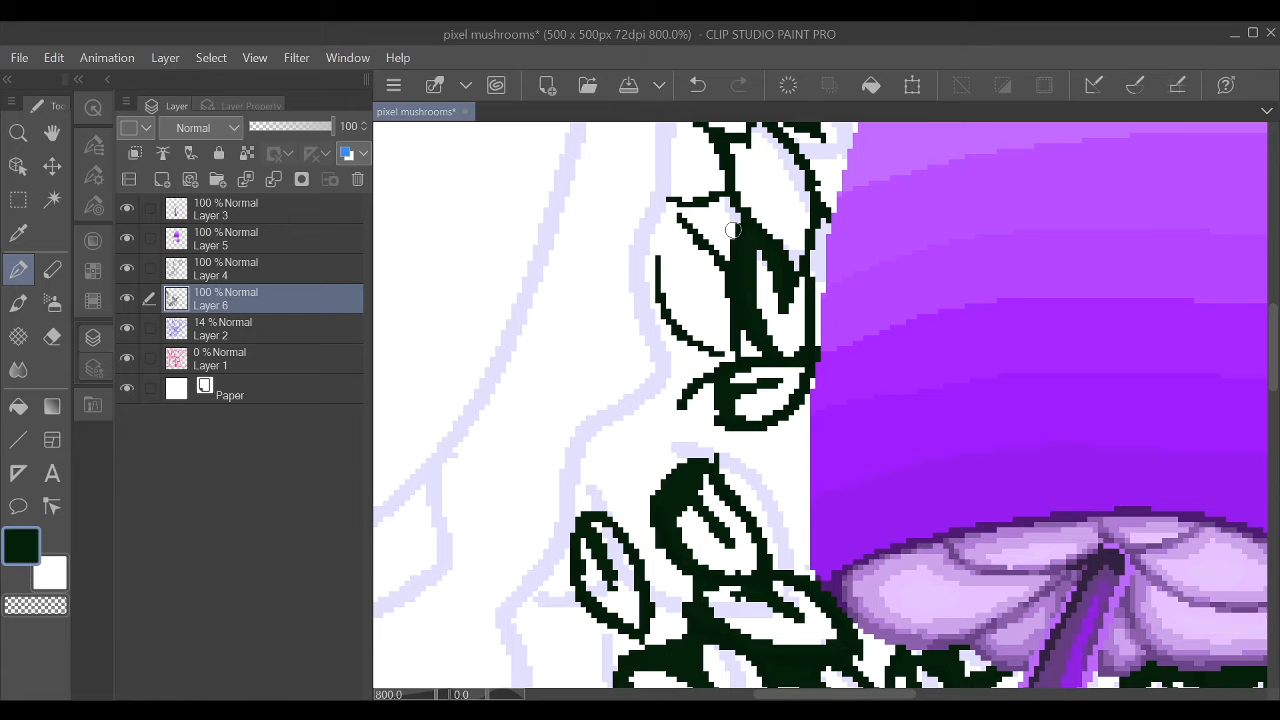 pixel mushrooms* (500 x 500px 72dpi 800.0%) - CLIP STUDIO PAINT PRO
File Edit Animation Layer Select View Filter Window Help
Too
Layer Layer Property
pixel mushrooms*
Normal 100
100 % Normal
Layer 3
100 % Normal
Layer 5
100 % Normal
Layer 4
100 % Normal
Layer 6
14 % Normal
Layer 2
0 % Normal
Layer 1
Paper
800.0 0.0